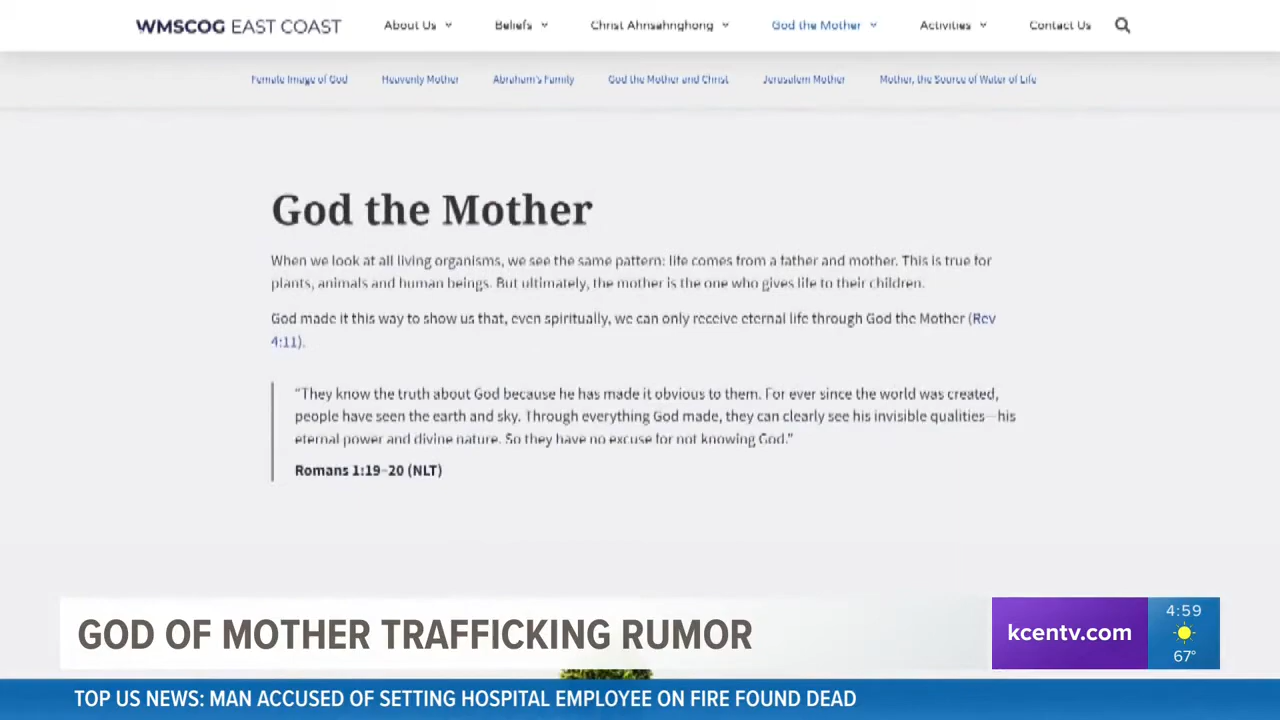 WMSCOG EAST COAST About Us Beliefs Christ Ahnsahnghong God the Mother Activities Contact Us
Female Image of God Heavenly Mother Abraham's Family God the Mother and Christ Jerusalem Mother Mother, the Source of Water of Life
God the Mother
When we look at all living organisms, we see the same pattern: life comes from a father and mother. This is true for
plants, animals and human beings. But ultimately, the mother is the one who gives life to their children.
God made it this way to show us that, even spiritually, we can only receive eternal life through God the Mother (Rev
4:11).
“They know the truth about God because he has made it obvious to them. For ever since the world was created,
people have seen the earth and sky. Through everything God made, they can clearly see his invisible qualities—his
eternal power and divine nature. So they have no excuse for not knowing God.”
Romans 1:19–20 (NLT)
GOD OF MOTHER TRAFFICKING RUMOR
kcentv.com
4:59
67°
TOP US NEWS: MAN ACCUSED OF SETTING HOSPITAL EMPLOYEE ON FIRE FOUND DEAD